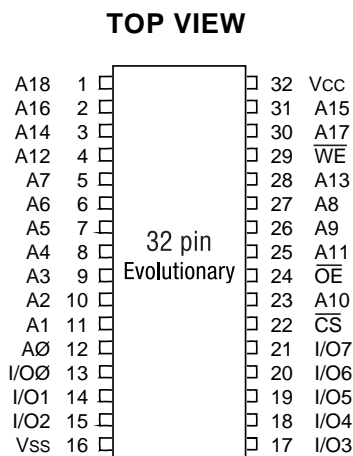 TOP VIEW
A18 1 32 Vcc
A16 2 31 A15
A14 3 30 A17
A12 4 29 W̅E̅
A7 5 28 A13
A6 6 27 A8
A5 7 26 A9
A4 8 25 A11
A3 9 24 O̅E̅
A2 10 23 A10
A1 11 22 C̅S̅
AØ 12 21 I/O7
I/OØ 13 20 I/O6
I/O1 14 19 I/O5
I/O2 15 18 I/O4
Vss 16 17 I/O3
32 pin
Evolutionary